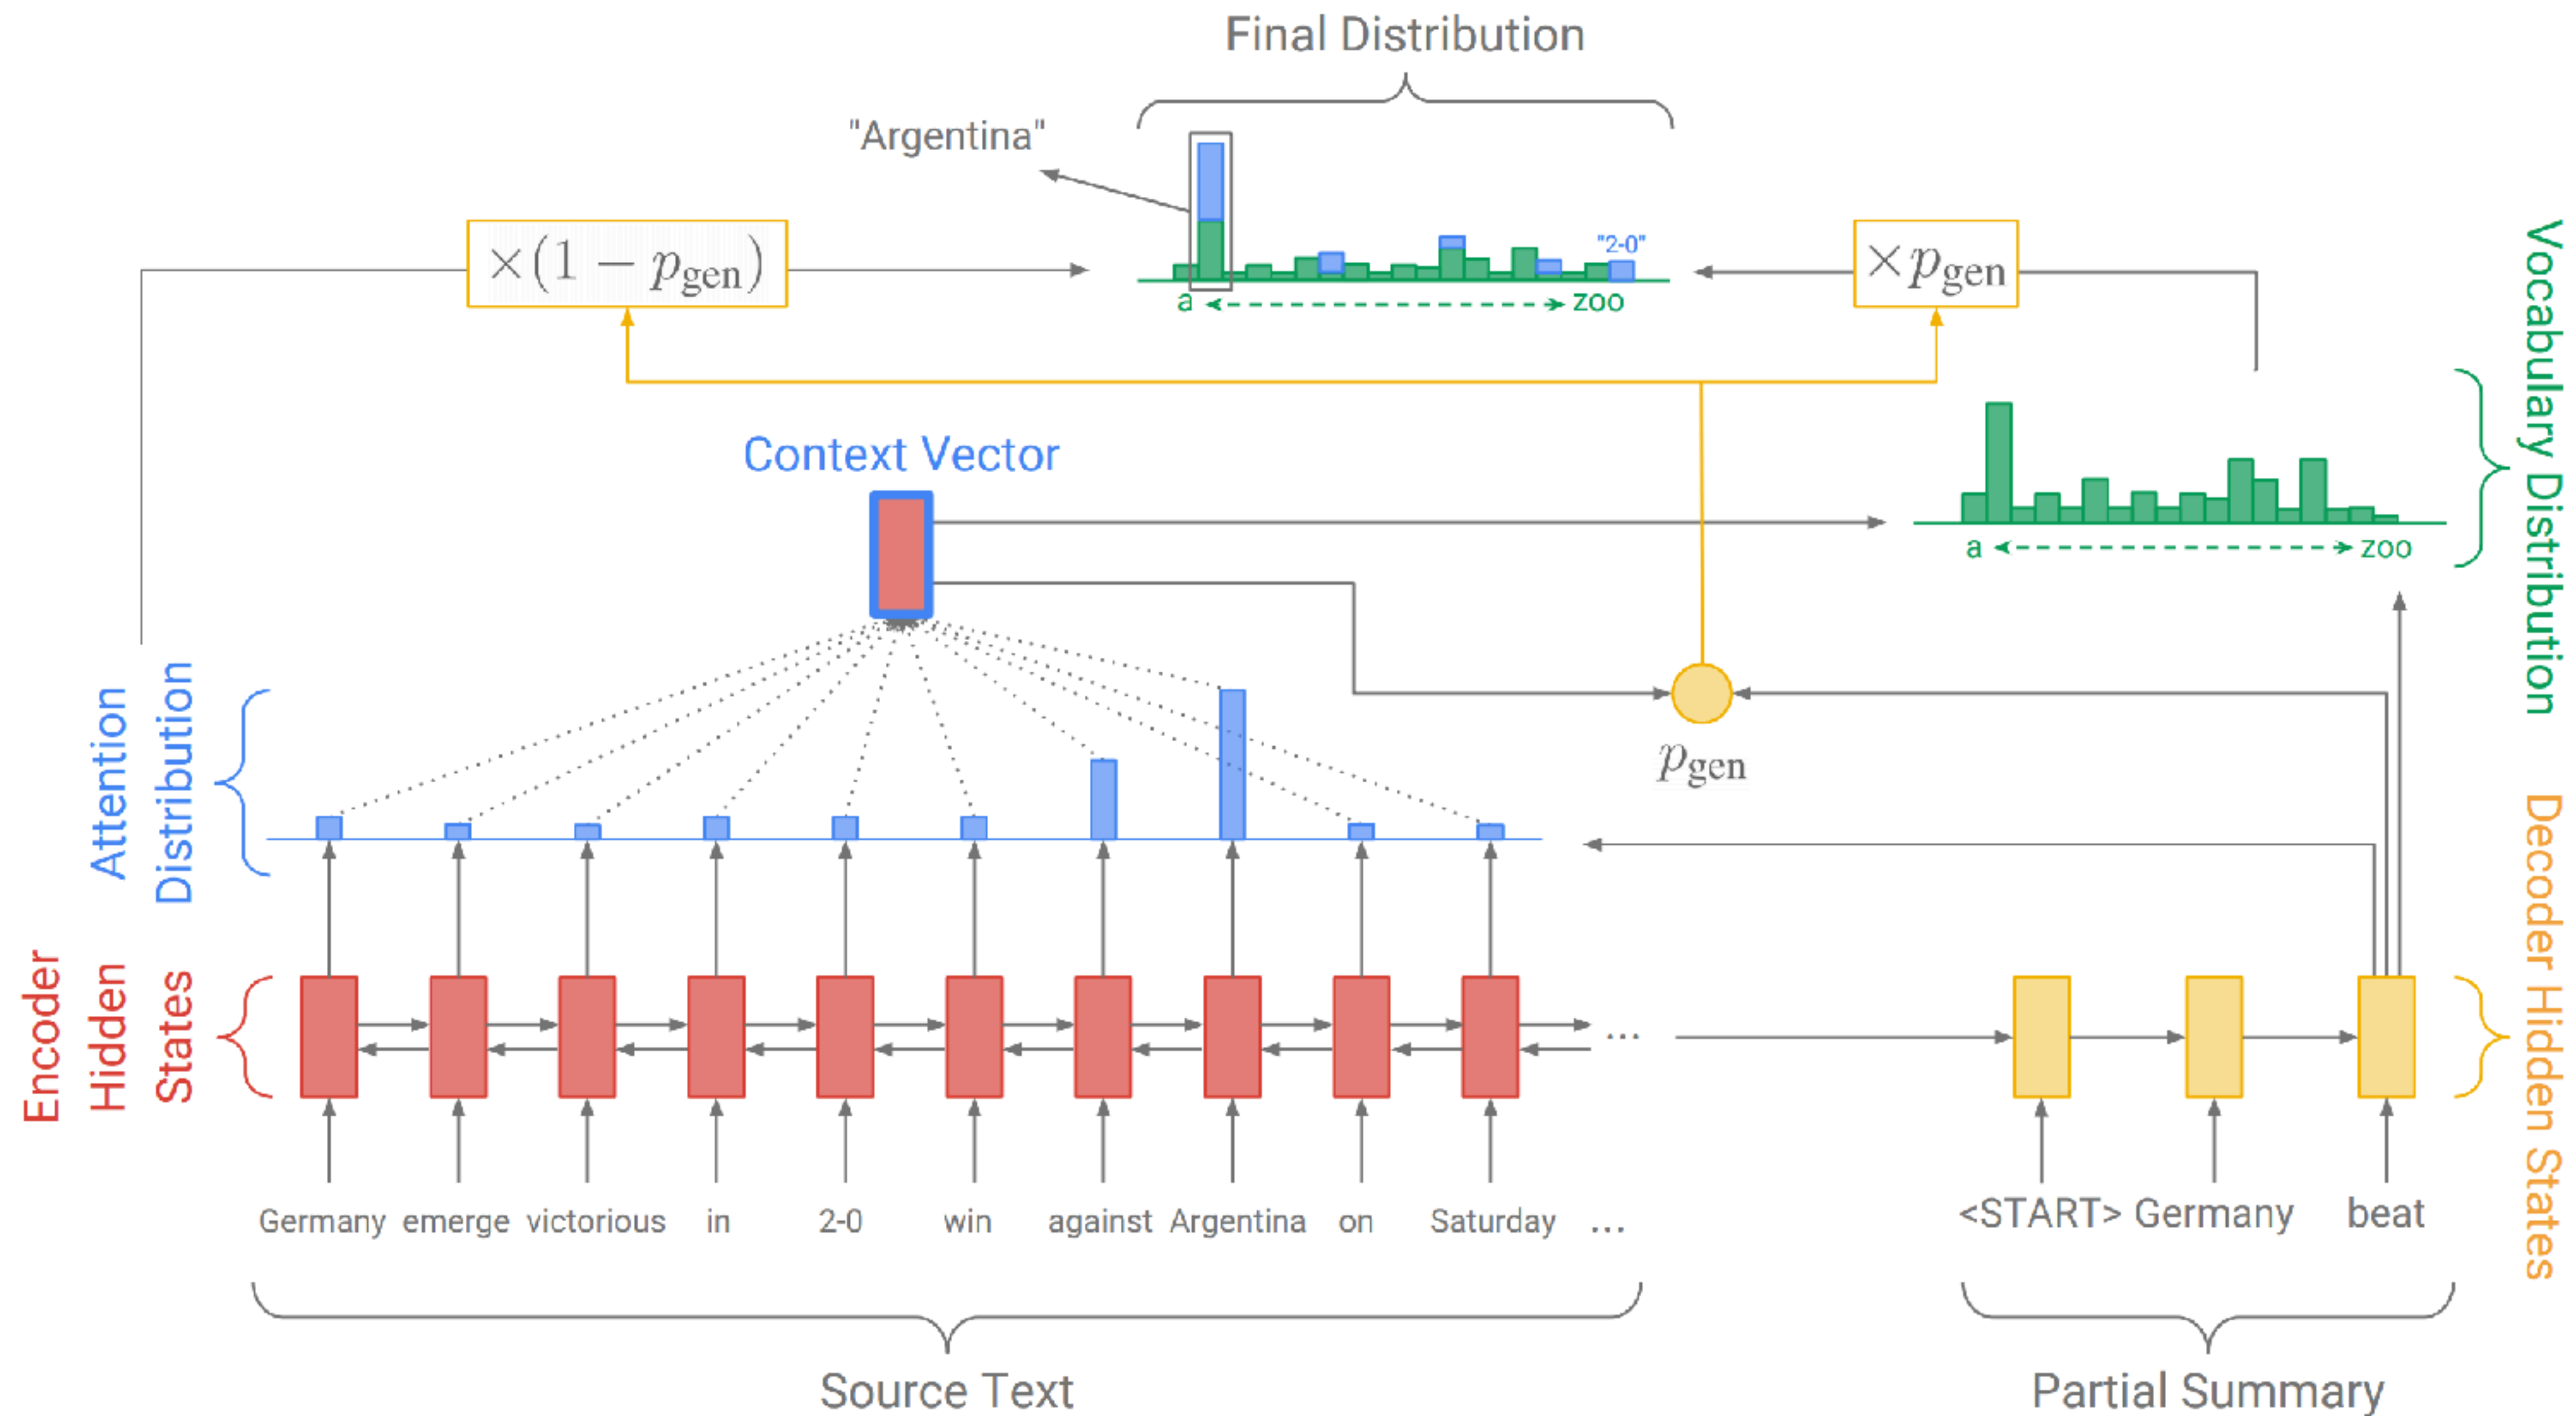 Final Distribution
"Argentina"
×(1 − p_gen)
"2-0"
×p_gen
a zoo
Context Vector
Vocabulary Distribution
a zoo
Attention
Distribution
p_gen
Encoder
Hidden
States
Decoder Hidden States
Germany emerge victorious in 2-0 win against Argentina on Saturday ...
...
<START> Germany beat
Source Text
Partial Summary